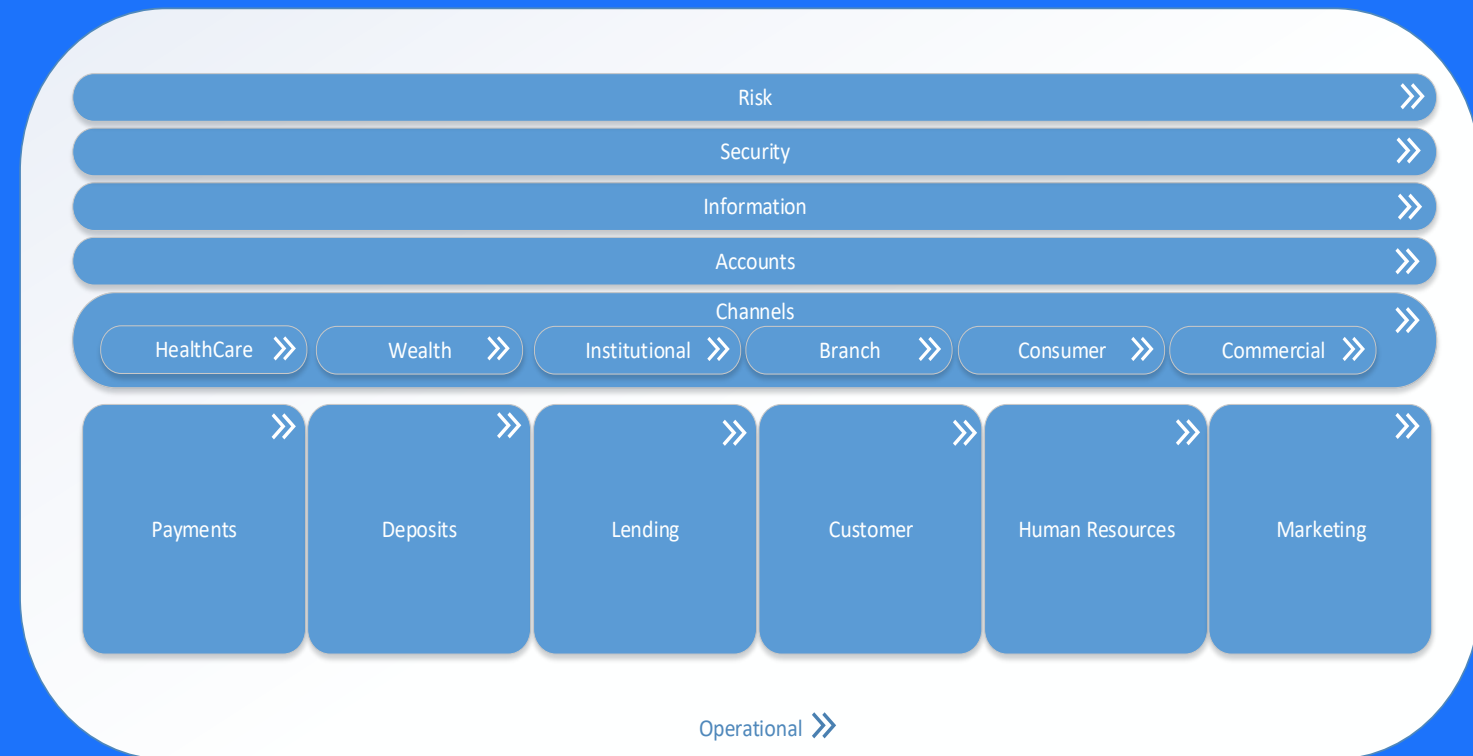 Risk
Security
Information
Accounts
Channels
HealthCare
Wealth
Institutional
Branch
Consumer
Commercial
Payments
Deposits
Lending
Customer
Human Resources
Marketing
Operational